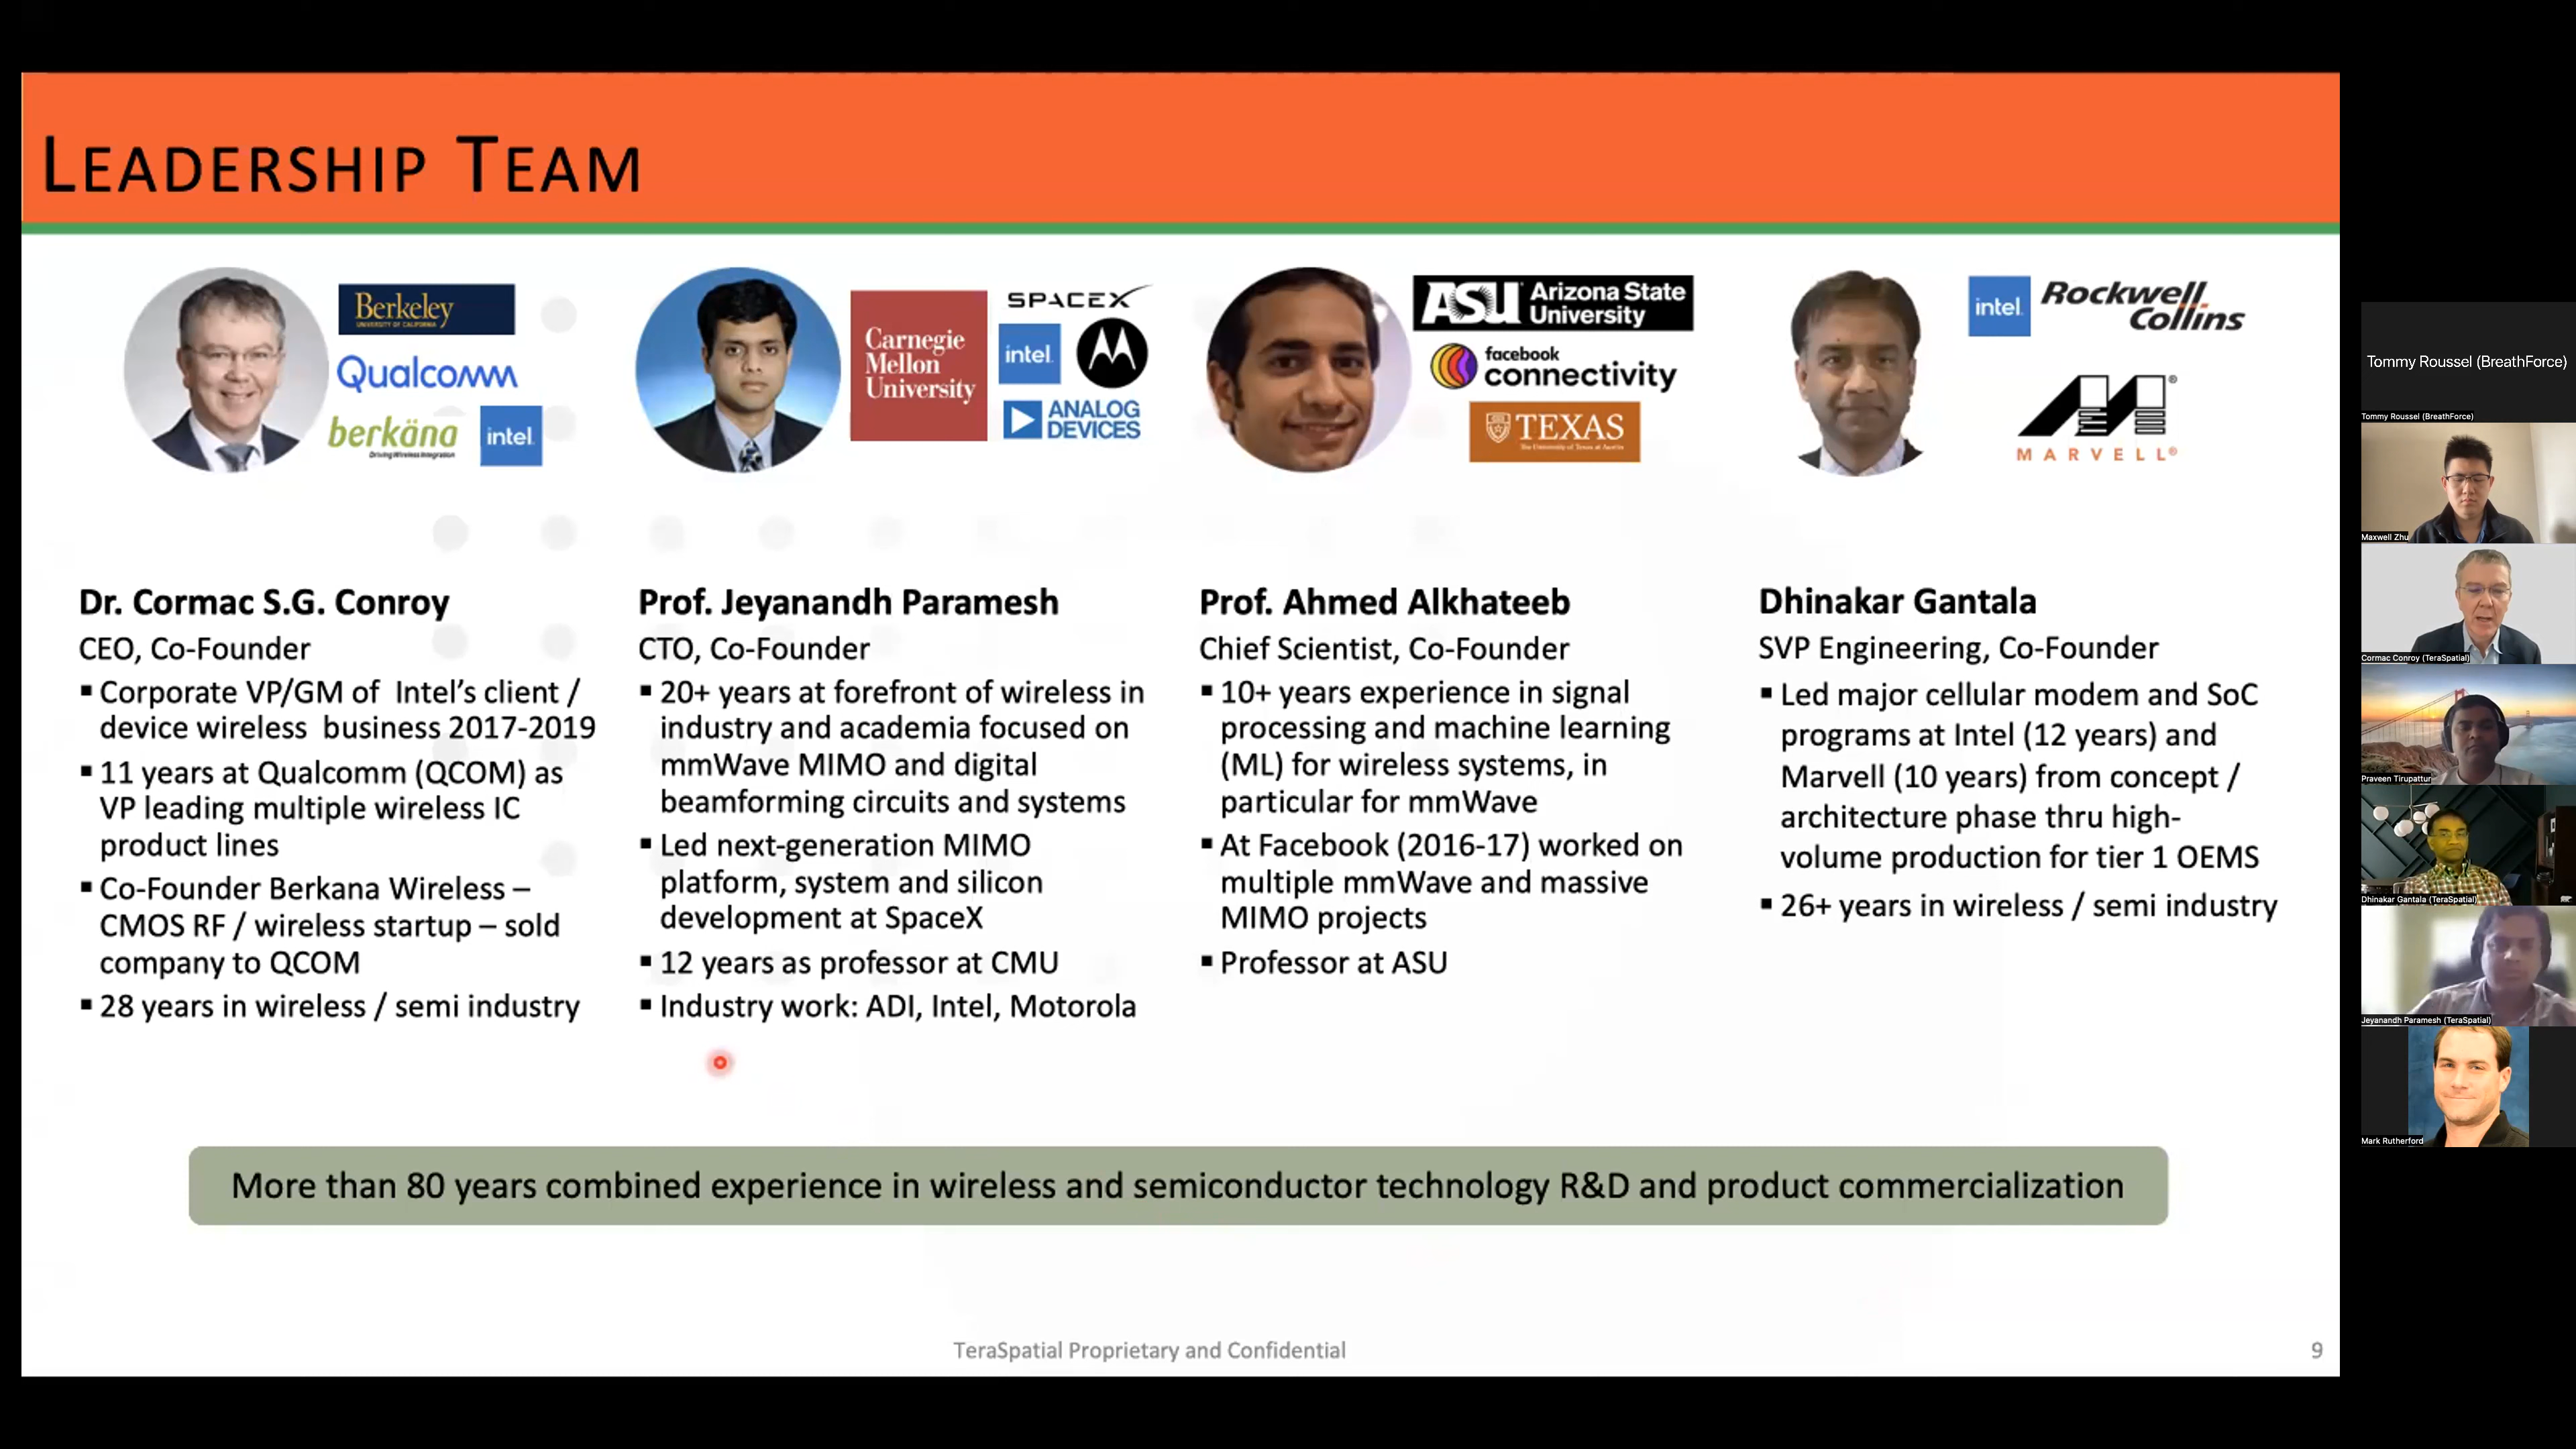 LEADERSHIP TEAM
Berkeley
UNIVERSITY OF CALIFORNIA
Qualcomm
berkäna
Driving Wireless Integration
intel
Carnegie
Mellon
University
SPACEX
intel
ANALOG
DEVICES
ASU Arizona State
University
facebook
connectivity
TEXAS
The University of Texas at Austin
intel
Rockwell
Collins
MARVELL®
Dr. Cormac S.G. Conroy
CEO, Co-Founder
▪ Corporate VP/GM of Intel's client /
device wireless business 2017-2019
▪ 11 years at Qualcomm (QCOM) as
VP leading multiple wireless IC
product lines
▪ Co-Founder Berkana Wireless –
CMOS RF / wireless startup – sold
company to QCOM
▪ 28 years in wireless / semi industry
Prof. Jeyanandh Paramesh
CTO, Co-Founder
▪ 20+ years at forefront of wireless in
industry and academia focused on
mmWave MIMO and digital
beamforming circuits and systems
▪ Led next-generation MIMO
platform, system and silicon
development at SpaceX
▪ 12 years as professor at CMU
▪ Industry work: ADI, Intel, Motorola
Prof. Ahmed Alkhateeb
Chief Scientist, Co-Founder
▪ 10+ years experience in signal
processing and machine learning
(ML) for wireless systems, in
particular for mmWave
▪ At Facebook (2016-17) worked on
multiple mmWave and massive
MIMO projects
▪ Professor at ASU
Dhinakar Gantala
SVP Engineering, Co-Founder
▪ Led major cellular modem and SoC
programs at Intel (12 years) and
Marvell (10 years) from concept /
architecture phase thru high-
volume production for tier 1 OEMS
▪ 26+ years in wireless / semi industry
More than 80 years combined experience in wireless and semiconductor technology R&D and product commercialization
TeraSpatial Proprietary and Confidential
9
Tommy Roussel (BreathForce)
Tommy Roussel (BreathForce)
Maxwell Zhu
Cormac Conroy (TeraSpatial)
Praveen Tirupattur
Dhinakar Gantala (TeraSpatial)
Jeyanandh Paramesh (TeraSpatial)
Mark Rutherford